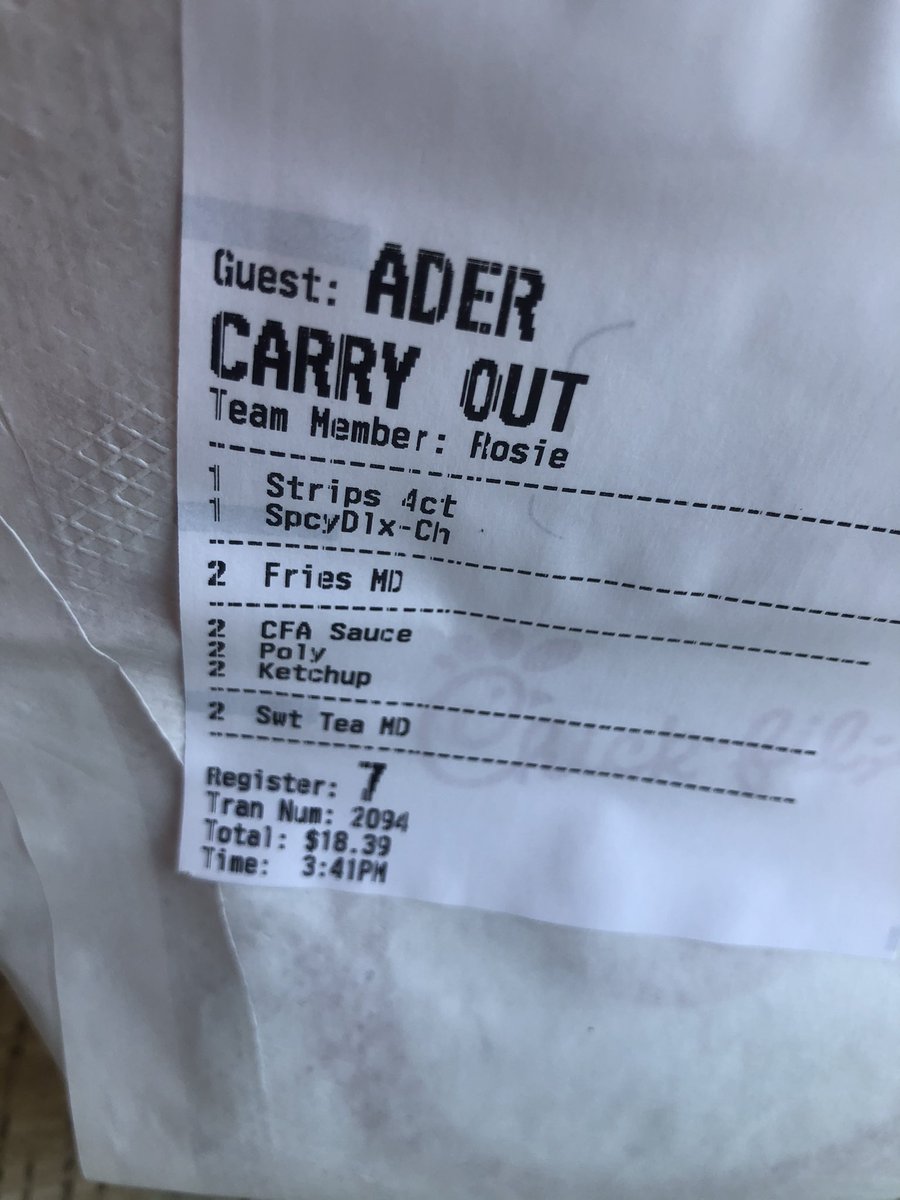 Guest: ADER
CARRY OUT
Team Member: Rosie
1 Strips 4ct
1 SpcyDlx-Ch
2 Fries MD
2 CFA Sauce
2 Poly
2 Ketchup
2 Swt Tea MD
Chick-fil-
Register: 7
Tran Num: 2094
Total: $18.39
Time: 3:41PM